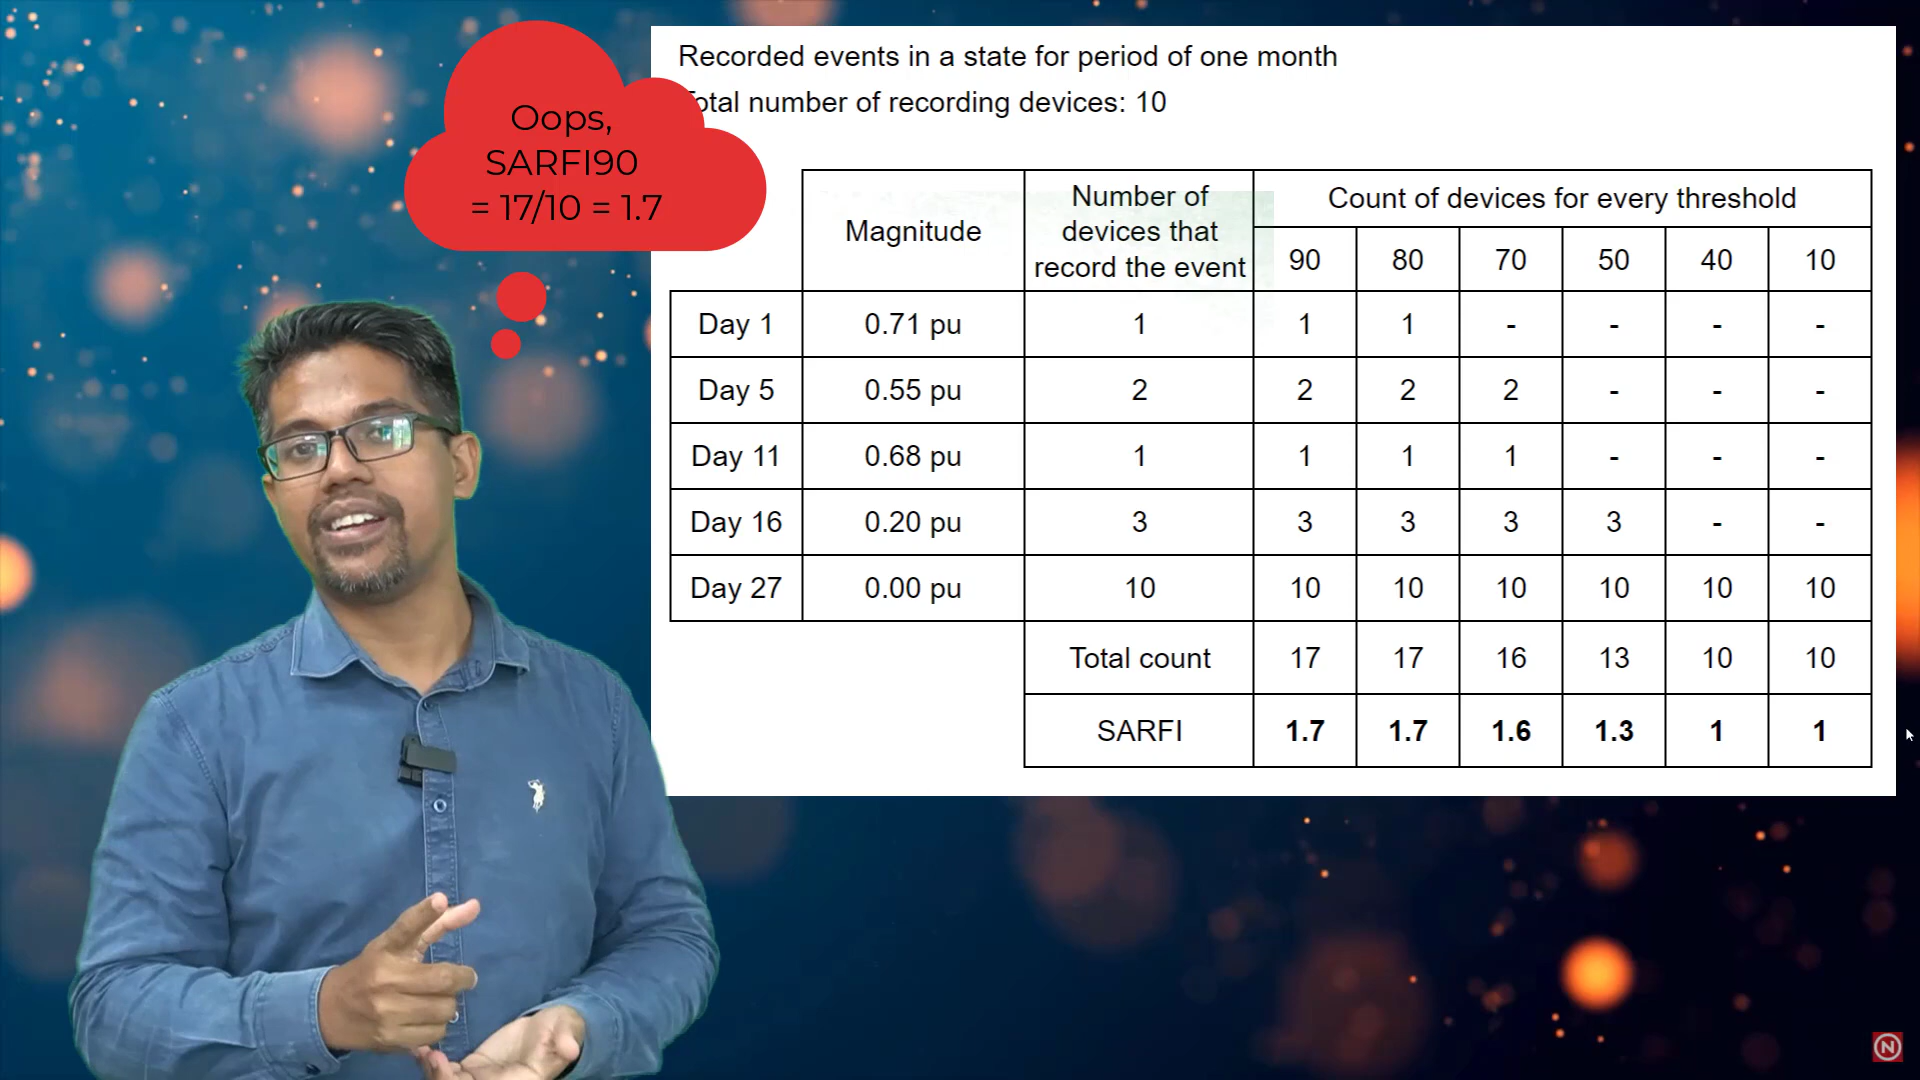 Oops,
SARFI90
= 17/10 = 1.7
Recorded events in a state for period of one month
otal number of recording devices: 10
Magnitude
Number of
devices that
record the event
Count of devices for every threshold
90 80 70 50 40 10
Day 1 0.71 pu 1 1 1 - - - -
Day 5 0.55 pu 2 2 2 2 - - -
Day 11 0.68 pu 1 1 1 1 - - -
Day 16 0.20 pu 3 3 3 3 3 - -
Day 27 0.00 pu 10 10 10 10 10 10 10
Total count 17 17 16 13 10 10
SARFI 1.7 1.7 1.6 1.3 1 1
N